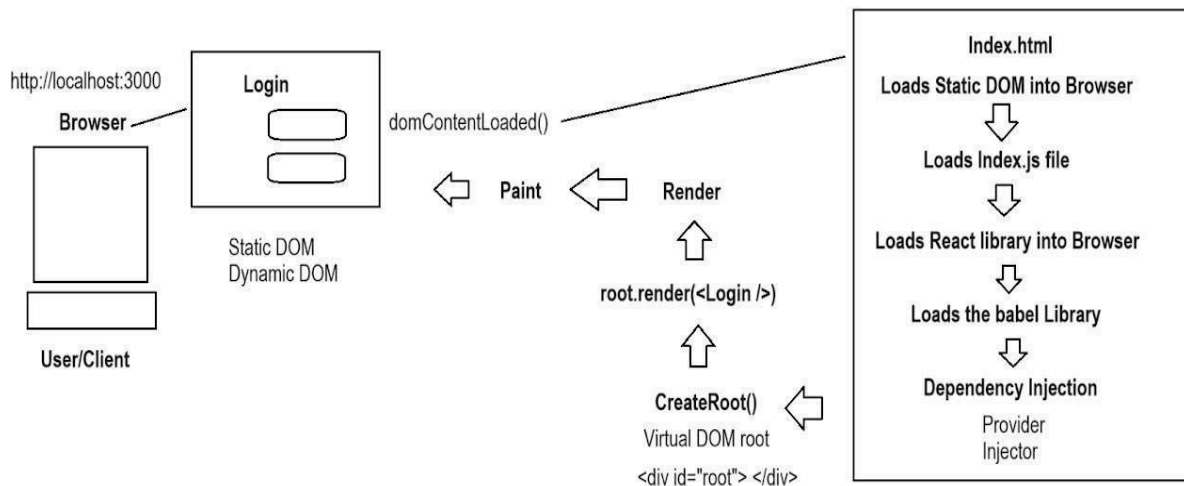 http://localhost:3000
Browser
User/Client
Login
Static DOM
Dynamic DOM
domContentLoaded()
Index.html
Loads Static DOM into Browser
Loads Index.js file
Loads React library into Browser
Loads the babel Library
Dependency Injection
Provider
Injector
CreateRoot()
Virtual DOM root
<div id="root"> </div>
root.render(<Login />)
Render
Paint